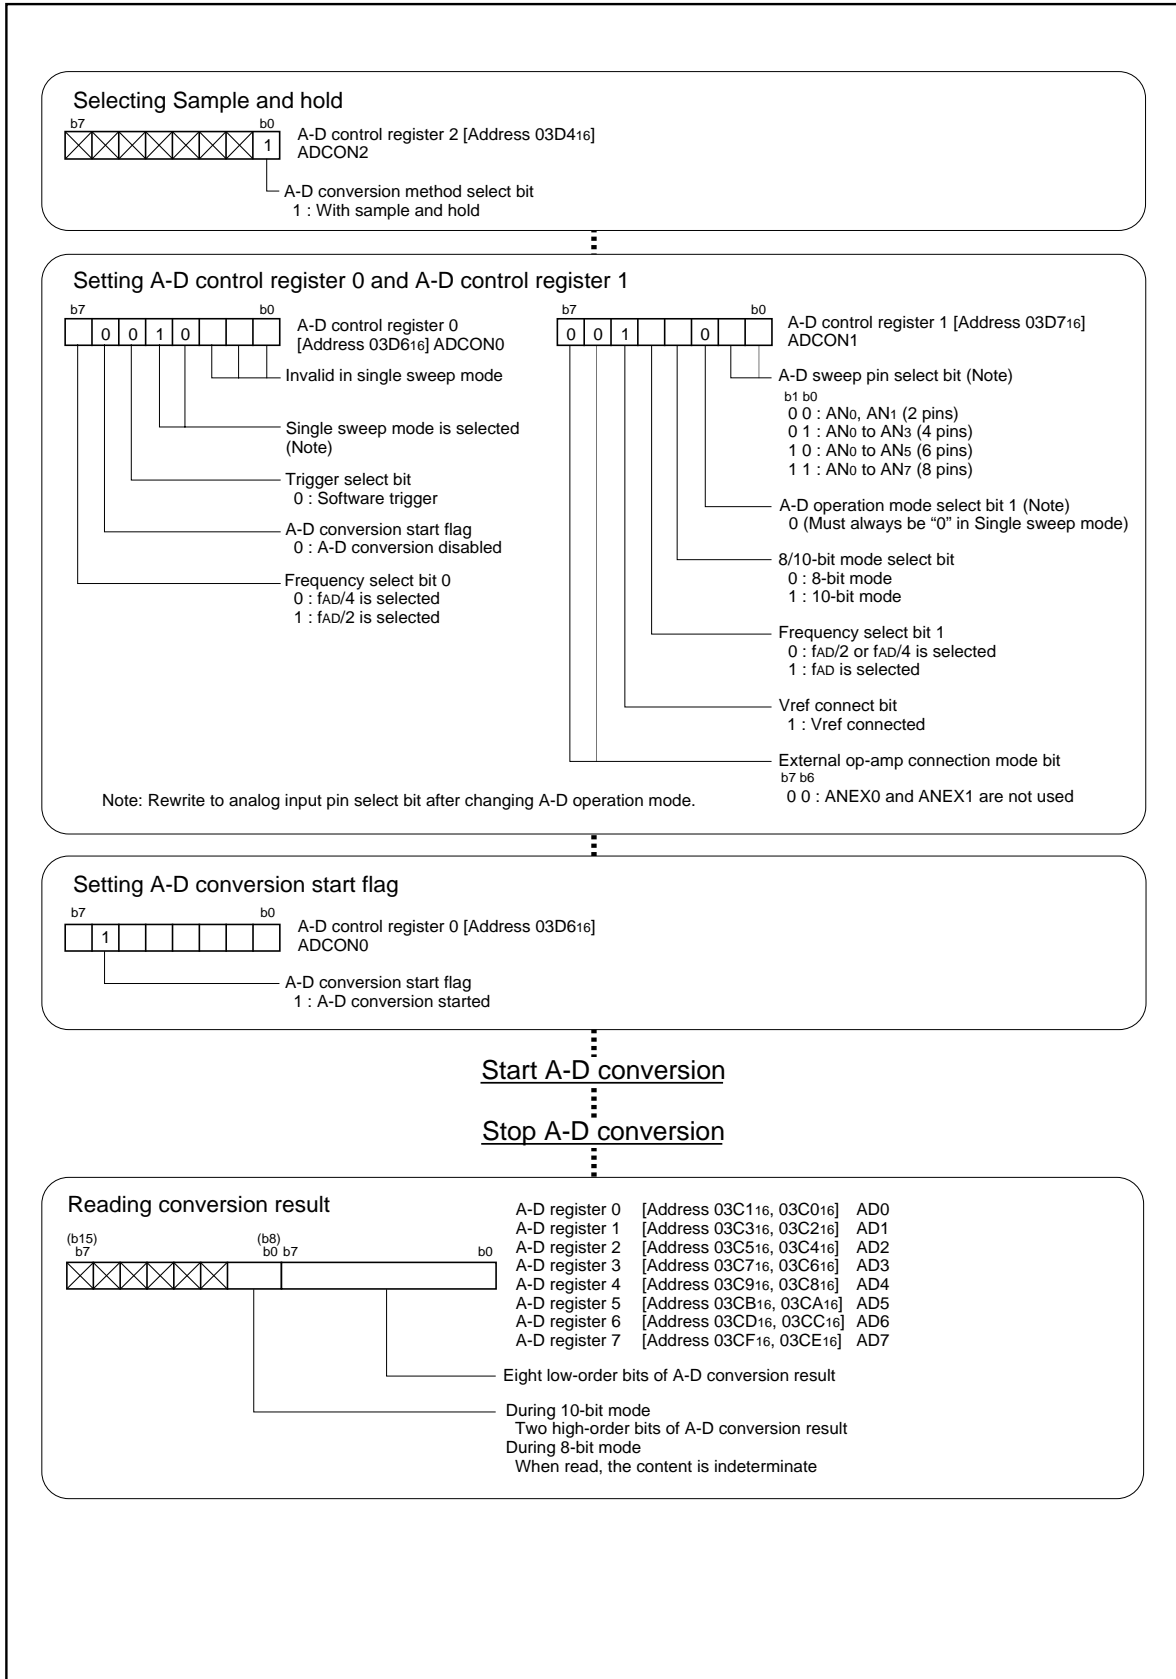 Selecting Sample and hold
b7 b0
1
A-D control register 2 [Address 03D416]
ADCON2
A-D conversion method select bit
1 : With sample and hold
Setting A-D control register 0 and A-D control register 1
b7 b0
0 0 1 0
A-D control register 0
[Address 03D616] ADCON0
Invalid in single sweep mode
Single sweep mode is selected
(Note)
Trigger select bit
0 : Software trigger
A-D conversion start flag
0 : A-D conversion disabled
Frequency select bit 0
0 : fAD/4 is selected
1 : fAD/2 is selected
b7 b0
0 0 1 0
A-D control register 1 [Address 03D716]
ADCON1
A-D sweep pin select bit (Note)
b1 b0
0 0 : AN0, AN1 (2 pins)
0 1 : AN0 to AN3 (4 pins)
1 0 : AN0 to AN5 (6 pins)
1 1 : AN0 to AN7 (8 pins)
A-D operation mode select bit 1 (Note)
0 (Must always be “0” in Single sweep mode)
8/10-bit mode select bit
0 : 8-bit mode
1 : 10-bit mode
Frequency select bit 1
0 : fAD/2 or fAD/4 is selected
1 : fAD is selected
Vref connect bit
1 : Vref connected
External op-amp connection mode bit
b7 b6
0 0 : ANEX0 and ANEX1 are not used
Note: Rewrite to analog input pin select bit after changing A-D operation mode.
Setting A-D conversion start flag
b7 b0
1
A-D control register 0 [Address 03D616]
ADCON0
A-D conversion start flag
1 : A-D conversion started
Start A-D conversion
Stop A-D conversion
Reading conversion result
(b15) (b8)
b7 b0 b7 b0
A-D register 0 [Address 03C116, 03C016] AD0
A-D register 1 [Address 03C316, 03C216] AD1
A-D register 2 [Address 03C516, 03C416] AD2
A-D register 3 [Address 03C716, 03C616] AD3
A-D register 4 [Address 03C916, 03C816] AD4
A-D register 5 [Address 03CB16, 03CA16] AD5
A-D register 6 [Address 03CD16, 03CC16] AD6
A-D register 7 [Address 03CF16, 03CE16] AD7
Eight low-order bits of A-D conversion result
During 10-bit mode
Two high-order bits of A-D conversion result
During 8-bit mode
When read, the content is indeterminate